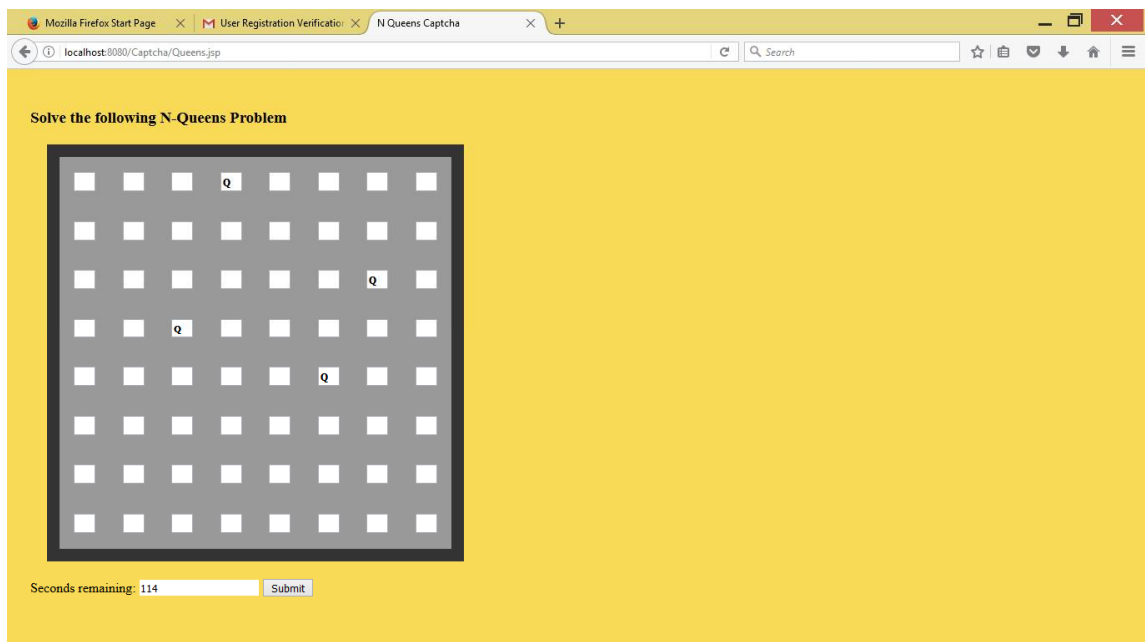 Mozilla Firefox Start Page User Registration Verification N Queens Captcha
localhost:8080/Captcha/Queens.jsp Search
Solve the following N-Queens Problem
Q
Q
Q
Q
Seconds remaining: 114 Submit